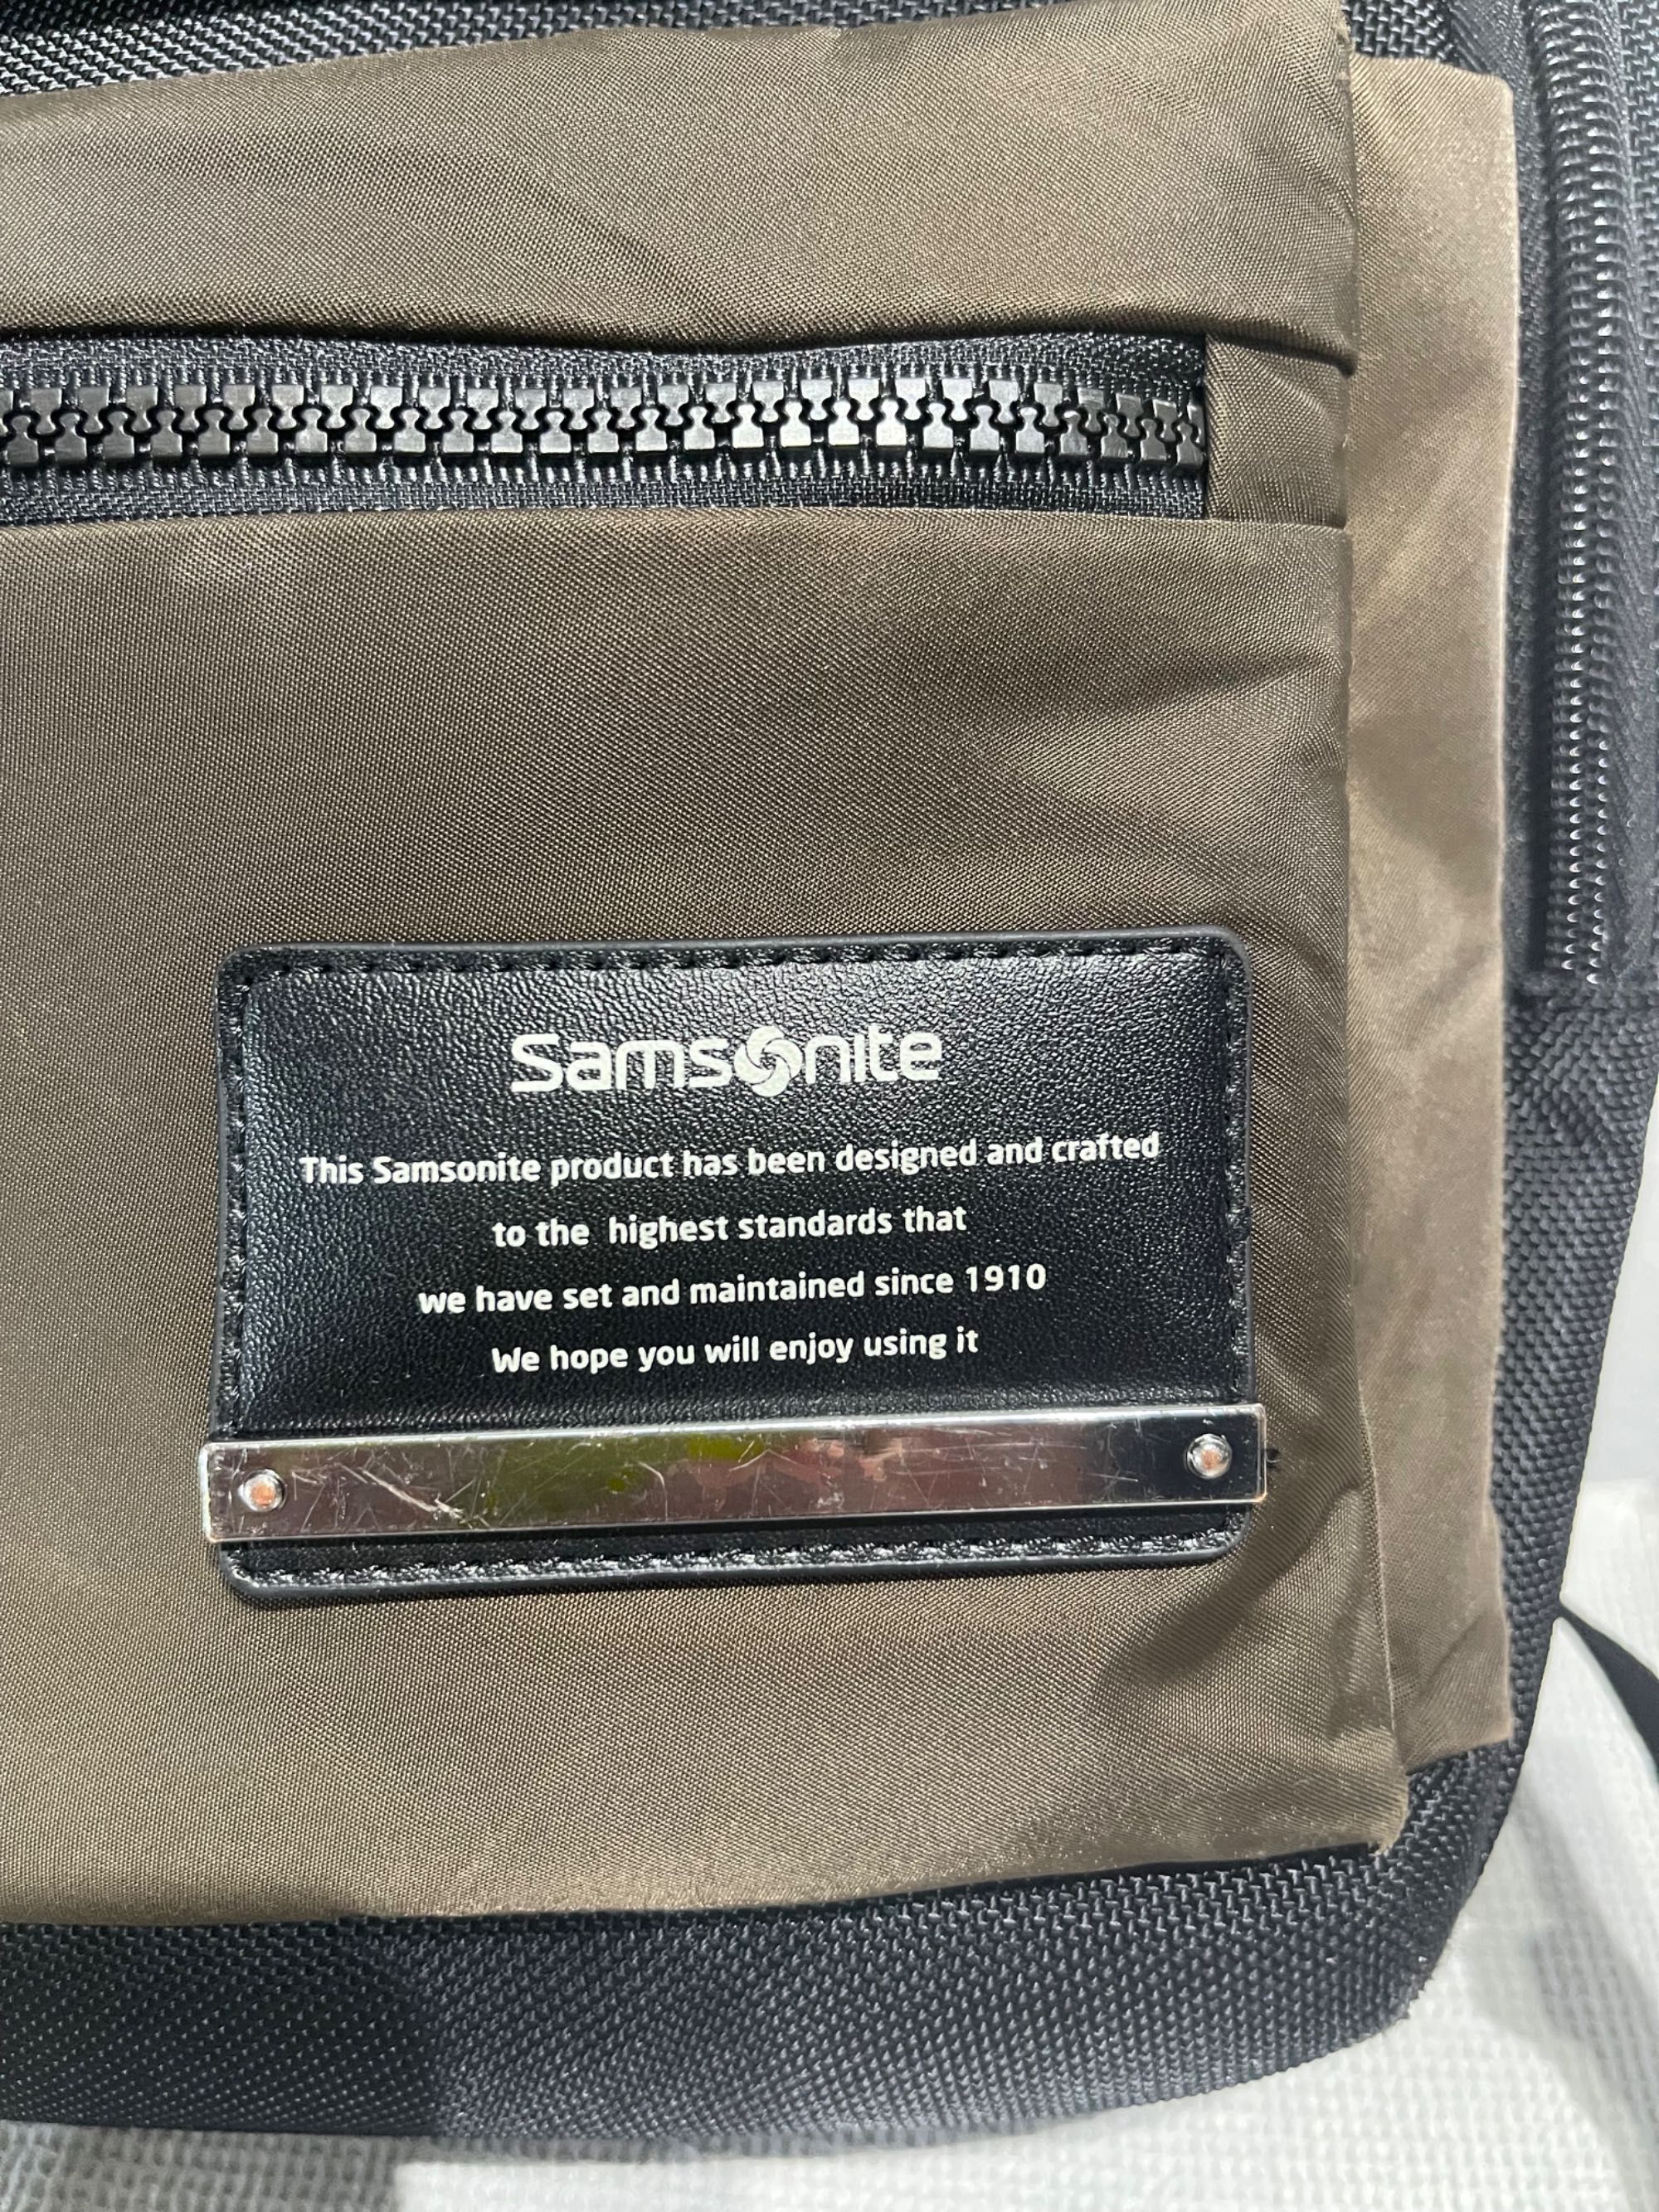 Samsonite
This Samsonite product has been designed and crafted
to the highest standards that
we have set and maintained since 1910
We hope you will enjoy using it